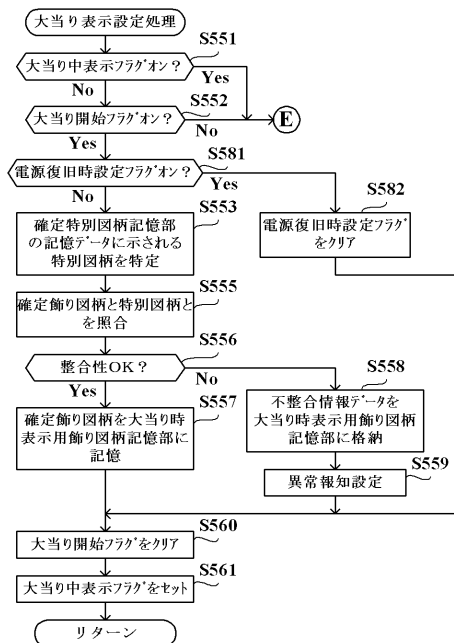 大当り表示設定処理
S551
大当り中表示ﾌﾗｸﾞｵﾝ？
Yes
No
S552
大当り開始ﾌﾗｸﾞｵﾝ？
No
E
Yes
S581
電源復旧時設定ﾌﾗｸﾞｵﾝ？
Yes
No
S553
確定特別図柄記憶部
の記憶ﾃﾞｰﾀに示される
特別図柄を特定
S582
電源復旧時設定ﾌﾗｸﾞ
をクリア
S555
確定飾り図柄と特別図柄と
を照合
S556
整合性OK？
No
Yes
S557
確定飾り図柄を大当り時
表示用飾り図柄記憶部に
記憶
S558
不整合情報データを
大当り時表示用飾り図柄
記憶部に格納
S559
異常報知設定
S560
大当り開始ﾌﾗｸﾞをｸﾘｱ
S561
大当り中表示ﾌﾗｸﾞをｾｯﾄ
リターン